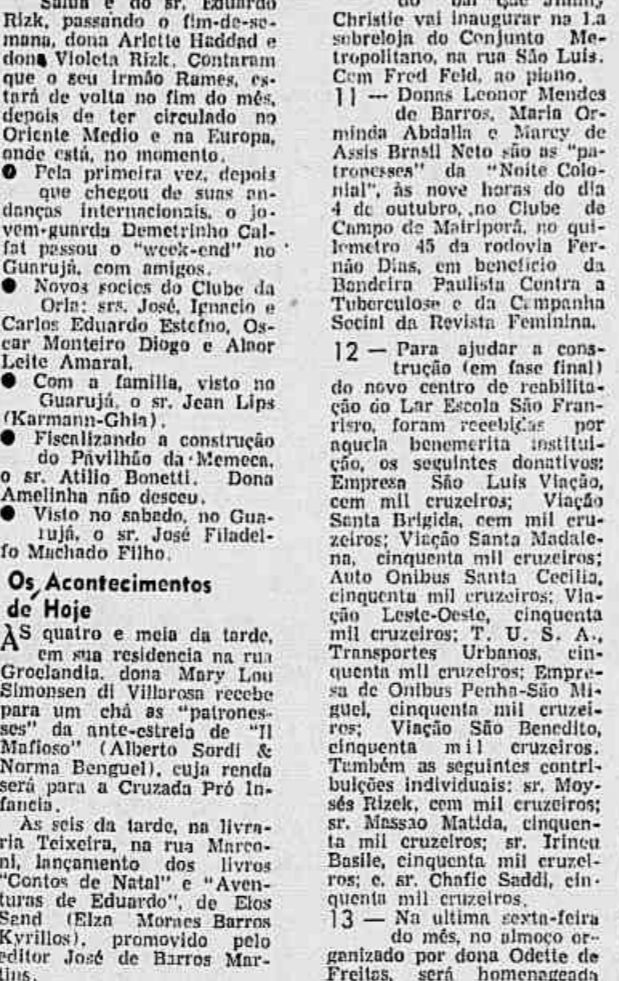 Salua e do sr. Eduardo
Rizk, passando o fim-de-se-
mana, dona Arlette Haddad e
dona Violeta Rizk. Contaram
que o seu irmão Rames, es-
tará de volta no fim do mês,
depois de ter circulado no
Oriente Medio e na Europa,
onde está, no momento.
● Pela primeira vez, depois
que chegou de suas an-
danças internacionais, o jo-
vem-guarda Demetrinho Cal-
fat passou o "week-end" no
Guarujá, com amigos.
● Novos socios do Clube da
Orla: srs. José, Ignacio e
Carlos Eduardo Estefno, Os-
car Monteiro Diogo e Alnor
Leite Amaral.
● Com a familia, visto no
Guarujá, o sr. Jean Lips
(Karmann-Ghia).
● Fiscalizando a construção
do Pavilhão da Memeca,
o sr. Atilio Bonetti. Dona
Amelinha não desceu.
● Visto no sabado, no Gua-
rujá, o sr. José Filadel-
fo Machado Filho.
Os Acontecimentos
de Hoje
ÀS quatro e meia da tarde,
em sua residencia na rua
Groelandia, dona Mary Lou
Simonsen di Villarosa recebe
para um chá as "patrones-
ses" da ante-estreia de "Il
Mafioso" (Alberto Sordi &
Norma Benguel), cuja renda
será para a Cruzada Pró In-
fancia.
Às seis da tarde, na livra-
ria Teixeira, na rua Marco-
ni, lançamento dos livros
"Contos de Natal" e "Aven-
turas de Eduardo", de Elos
Sand (Elza Moraes Barros
Kyrillos), promovido pelo
editor José de Barros Mar-
tins.
do bar que Jimmy
Christie vai inaugurar na 1.a
sobreloja do Conjunto Me-
tropolitano, na rua São Luis.
Com Fred Feld, ao piano.
11 — Donas Leonor Mendes
de Barros, Maria Or-
minda Abdalla e Marcy de
Assis Brasil Neto são as "pa-
tronesses" da "Noite Colo-
nial", às nove horas do dia
4 de outubro, no Clube de
Campo de Mairiporá, no qui-
lometro 45 da rodovia Fer-
não Dias, em beneficio da
Bandeira Paulista Contra a
Tuberculose e da Campanha
Social da Revista Feminina.
12 — Para ajudar a cons-
trução (em fase final)
do novo centro de reabilita-
ção do Lar Escola São Fran-
risro, foram recebidas por
aquela benemerita institui-
ção, os seguintes donativos:
Empresa São Luis Viação,
cem mil cruzeiros; Viação
Santa Brigida, cem mil cru-
zeiros; Viação Santa Madale-
na, cinquenta mil cruzeiros;
Auto Onibus Santa Cecilia,
cinquenta mil cruzeiros; Via-
ção Leste-Oeste, cinquenta
mil cruzeiros; T. U. S. A.,
Transportes Urbanos, cin-
quenta mil cruzeiros; Empre-
sa de Onibus Penha-São Mi-
guel, cinquenta mil cruzei-
ros; Viação São Benedito,
cinquenta mil cruzeiros.
Também as seguintes contri-
buições individuais: sr. Moy-
sés Rizek, cem mil cruzeiros;
sr. Massao Matida, cinquen-
ta mil cruzeiros; sr. Irineu
Basile, cinquenta mil cruzei-
ros; e, sr. Chafic Saddi, cin-
quenta mil cruzeiros.
13 — Na ultima sexta-feira
do mês, no almoço or-
ganizado por dona Odette de
Freitas, será homenageada